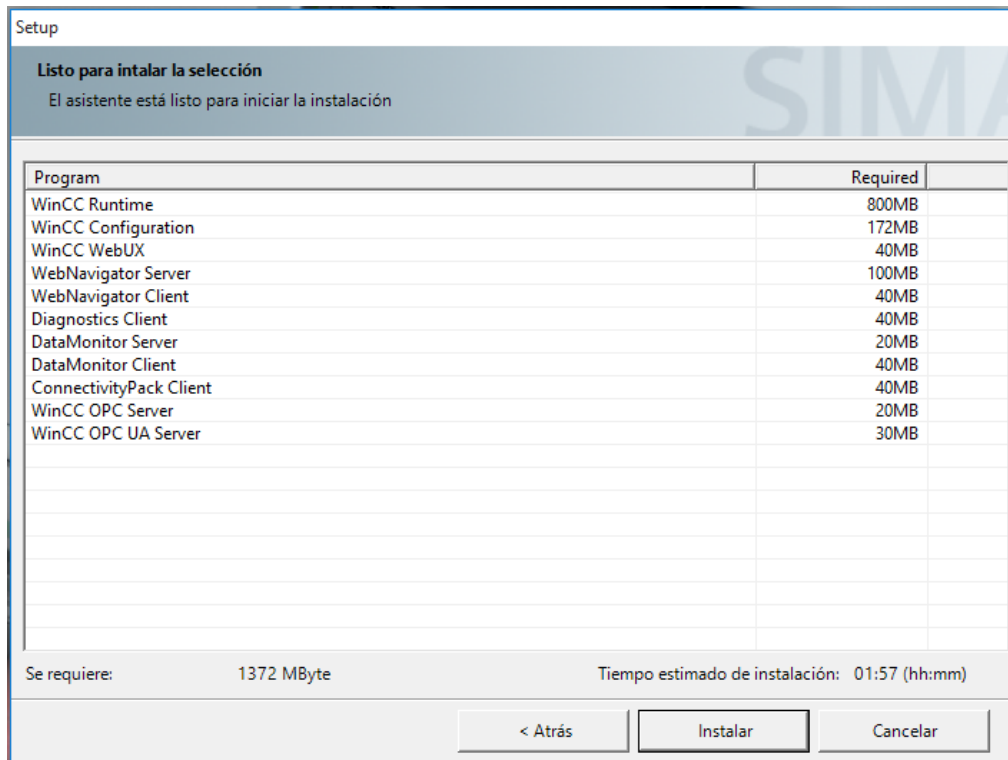 Setup
Listo para intalar la selección
El asistente está listo para iniciar la instalación
SIMA
Program Required
WinCC Runtime 800MB
WinCC Configuration 172MB
WinCC WebUX 40MB
WebNavigator Server 100MB
WebNavigator Client 40MB
Diagnostics Client 40MB
DataMonitor Server 20MB
DataMonitor Client 40MB
ConnectivityPack Client 40MB
WinCC OPC Server 20MB
WinCC OPC UA Server 30MB
Se requiere: 1372 MByte Tiempo estimado de instalación: 01:57 (hh:mm)
< Atrás Instalar Cancelar